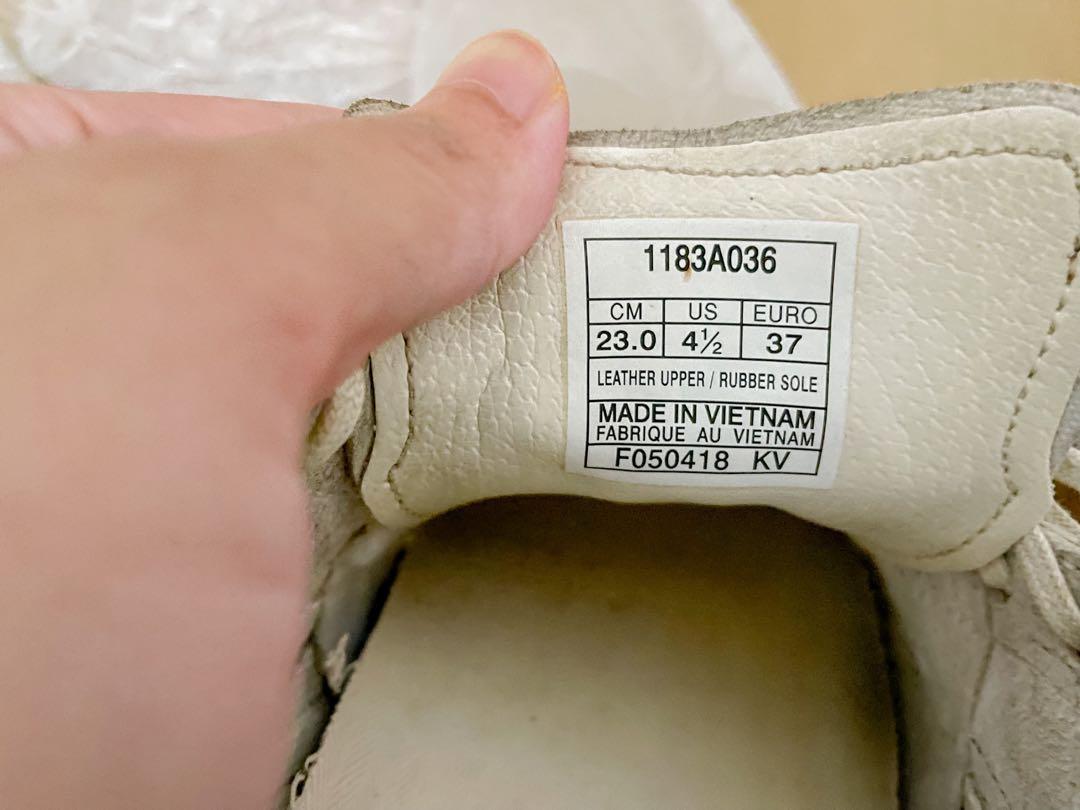 1183A036
CM US EURO
23.0 4½ 37
LEATHER UPPER / RUBBER SOLE
MADE IN VIETNAM
FABRIQUE AU VIETNAM
F050418 KV